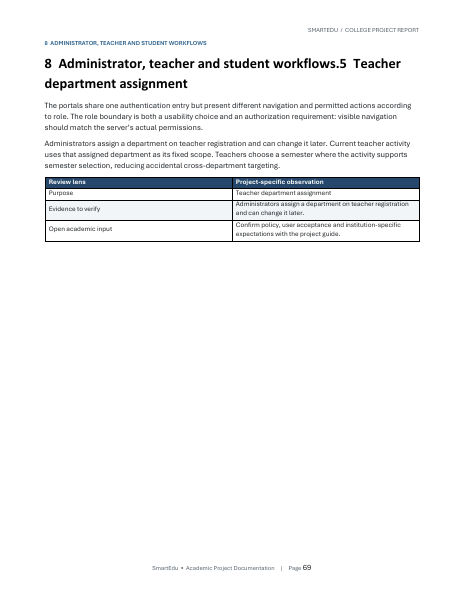 SMARTEDU / COLLEGE PROJECT REPORT
8 ADMINISTRATOR, TEACHER AND STUDENT WORKFLOWS
8 Administrator, teacher and student workflows.5 Teacher
department assignment
The portals share one authentication entry but present different navigation and permitted actions according
to role. The role boundary is both a usability choice and an authorization requirement: visible navigation
should match the server's actual permissions.
Administrators assign a department on teacher registration and can change it later. Current teacher activity
uses that assigned department as its fixed scope. Teachers choose a semester where the activity supports
semester selection, reducing accidental cross-department targeting.
Review lens Project-specific observation
Purpose Teacher department assignment
Evidence to verify Administrators assign a department on teacher registration
and can change it later.
Open academic input Confirm policy, user acceptance and institution-specific
expectations with the project guide.
SmartEdu • Academic Project Documentation | Page 69